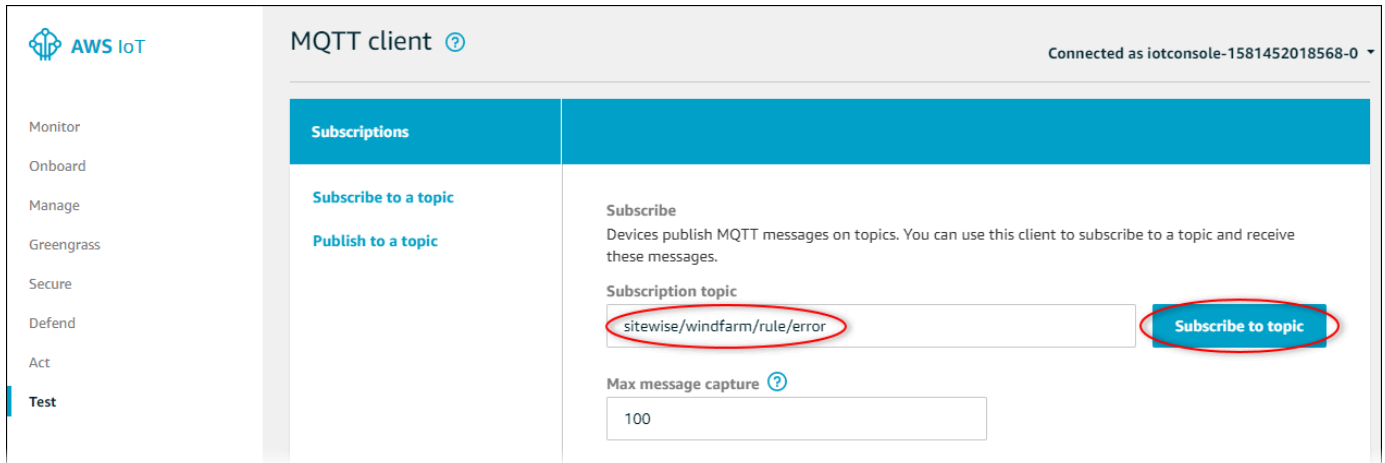 AWS IoT
MQTT client ?
Connected as iotconsole-1581452018568-0
Monitor
Onboard
Manage
Greengrass
Secure
Defend
Act
Test
Subscriptions
Subscribe to a topic
Publish to a topic
Subscribe
Devices publish MQTT messages on topics. You can use this client to subscribe to a topic and receive
these messages.
Subscription topic
sitewise/windfarm/rule/error
Subscribe to topic
Max message capture ?
100